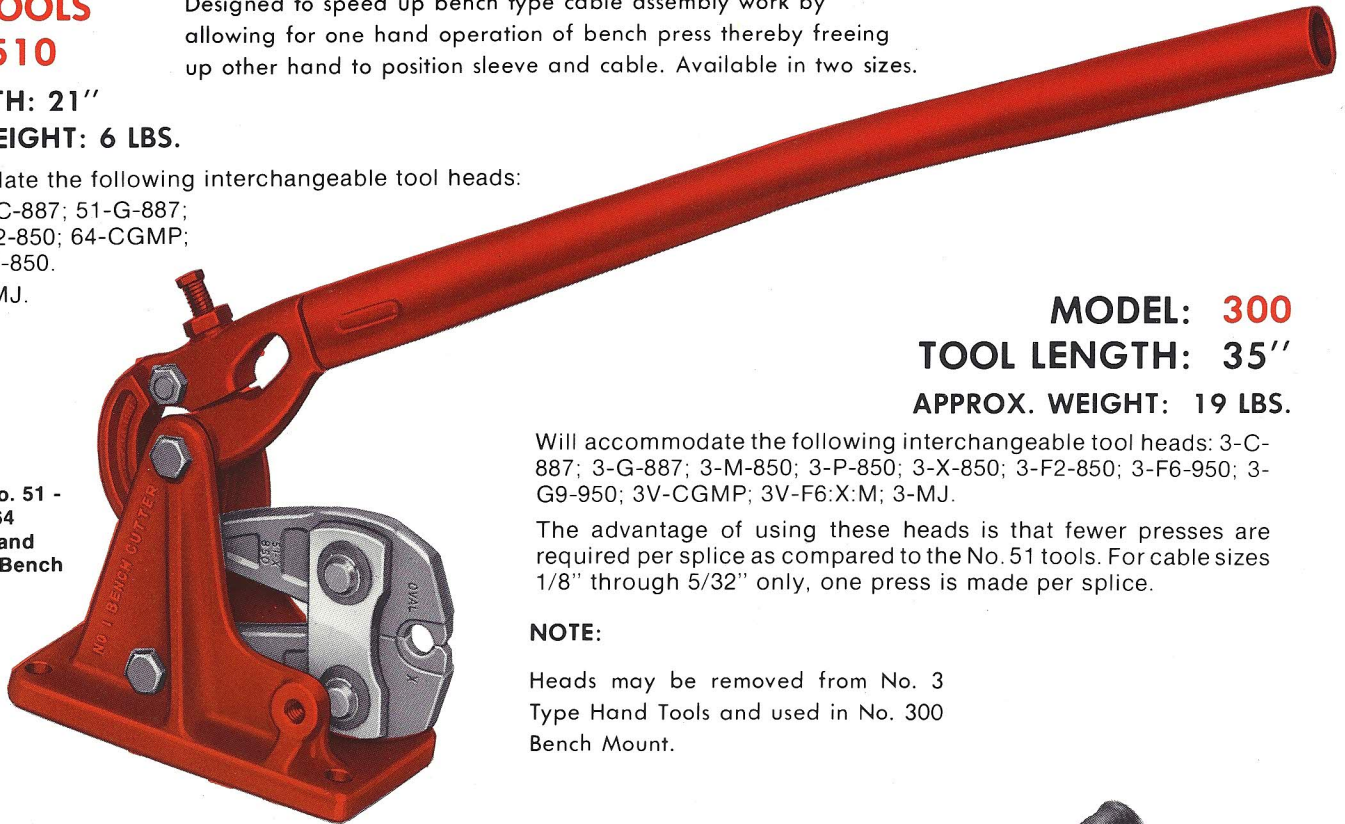 OOLS
510
Designed to speed up bench type cable assembly work by
allowing for one hand operation of bench press thereby freeing
up other hand to position sleeve and cable. Available in two sizes.
TH: 21″
EIGHT: 6 LBS.
late the following interchangeable tool heads:
C-887; 51-G-887;
2-850; 64-CGMP;
-850.
MJ.
o. 51 -
64
and
Bench
MODEL: 300
TOOL LENGTH: 35″
APPROX. WEIGHT: 19 LBS.
Will accommodate the following interchangeable tool heads: 3-C-
887; 3-G-887; 3-M-850; 3-P-850; 3-X-850; 3-F2-850; 3-F6-950; 3-
G9-950; 3V-CGMP; 3V-F6:X:M; 3-MJ.
The advantage of using these heads is that fewer presses are
required per splice as compared to the No. 51 tools. For cable sizes
1/8” through 5/32” only, one press is made per splice.
NOTE:
Heads may be removed from No. 3
Type Hand Tools and used in No. 300
Bench Mount.
NO 1 BENCH CUTTER
OVAL
X
850